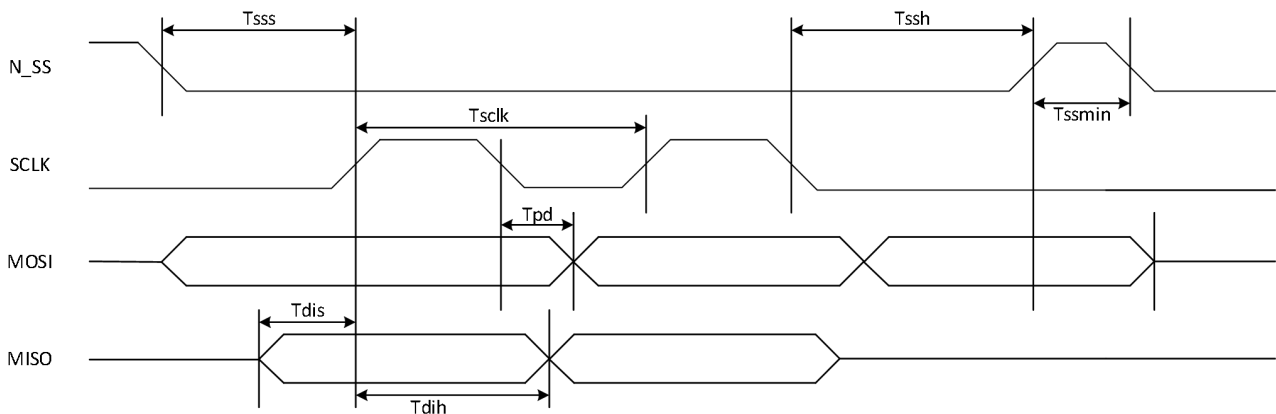 Tsss
Tssh
N_SS
Tsclk
Tssmin
SCLK
Tpd
MOSI
Tdis
MISO
Tdih